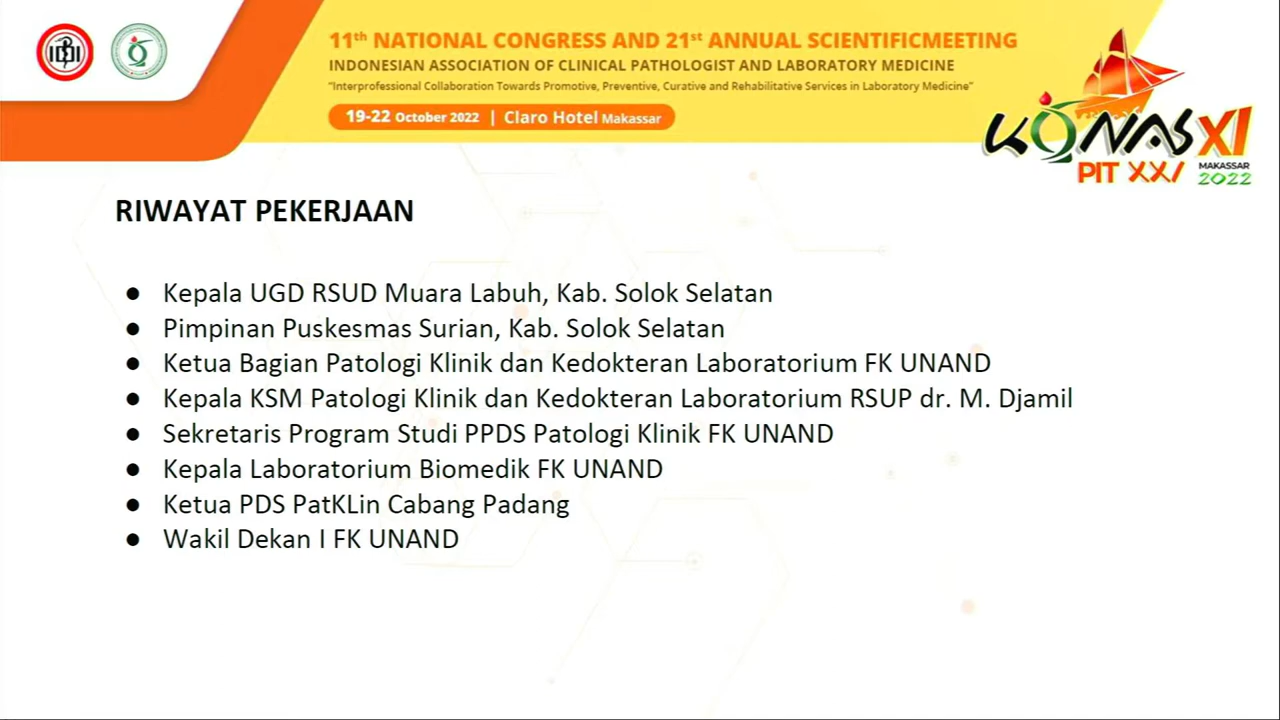 11th NATIONAL CONGRESS AND 21st ANNUAL SCIENTIFICMEETING
INDONESIAN ASSOCIATION OF CLINICAL PATHOLOGIST AND LABORATORY MEDICINE
"Interprofessional Collaboration Towards Promotive, Preventive, Curative and Rehabilitative Services in Laboratory Medicine"
19-22 October 2022 | Claro Hotel Makassar
KONAS XI
PIT XXI
MAKASSAR
2022
RIWAYAT PEKERJAAN
● Kepala UGD RSUD Muara Labuh, Kab. Solok Selatan
● Pimpinan Puskesmas Surian, Kab. Solok Selatan
● Ketua Bagian Patologi Klinik dan Kedokteran Laboratorium FK UNAND
● Kepala KSM Patologi Klinik dan Kedokteran Laboratorium RSUP dr. M. Djamil
● Sekretaris Program Studi PPDS Patologi Klinik FK UNAND
● Kepala Laboratorium Biomedik FK UNAND
● Ketua PDS PatKLin Cabang Padang
● Wakil Dekan I FK UNAND